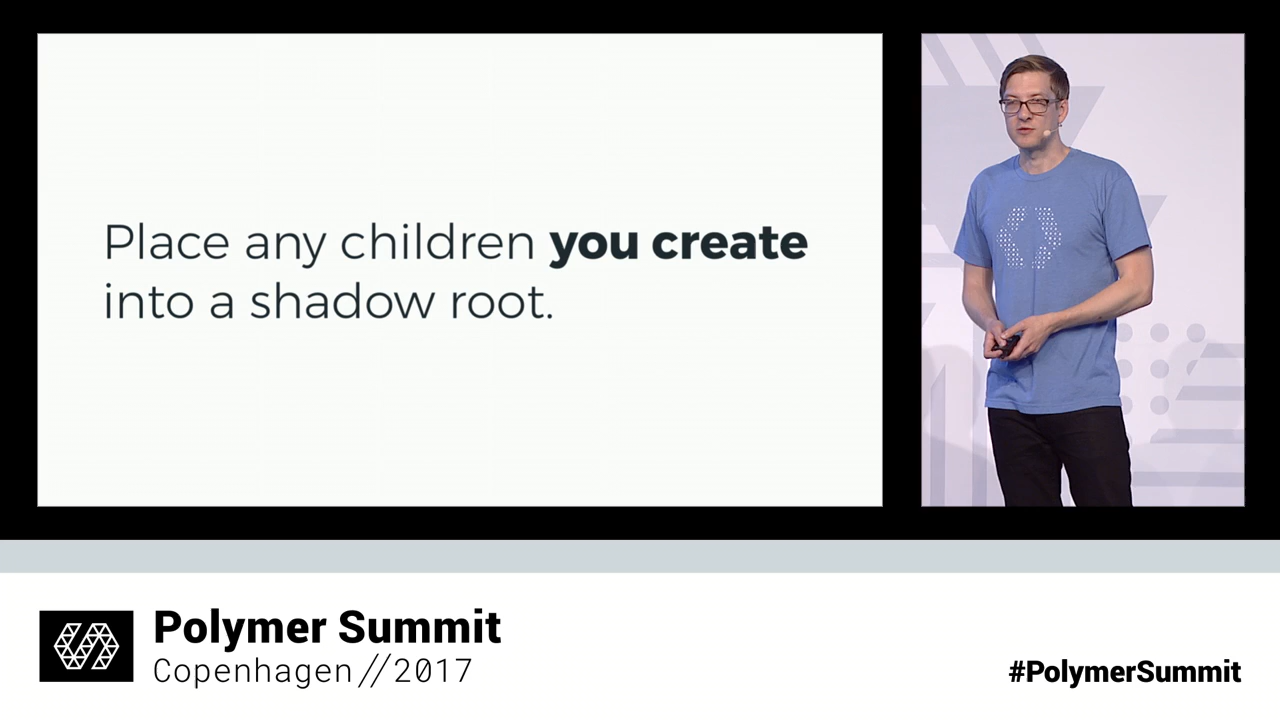 Place any children you create
into a shadow root.
Polymer Summit
Copenhagen//2017
#PolymerSummit